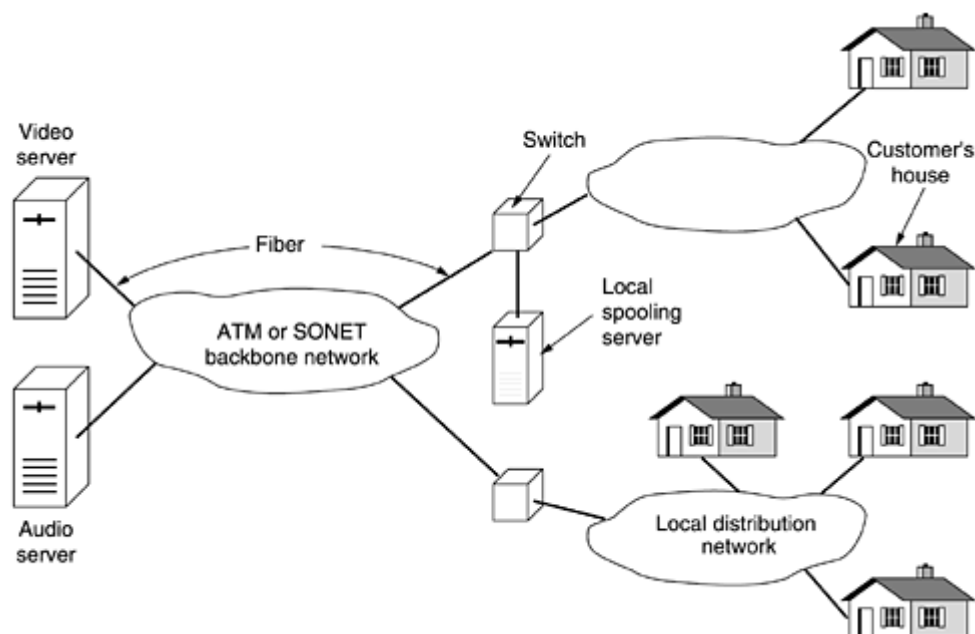 Video
server
Switch
Customer's
house
Fiber
Local
spooling
server
ATM or SONET
backbone network
Audio
server
Local distribution
network